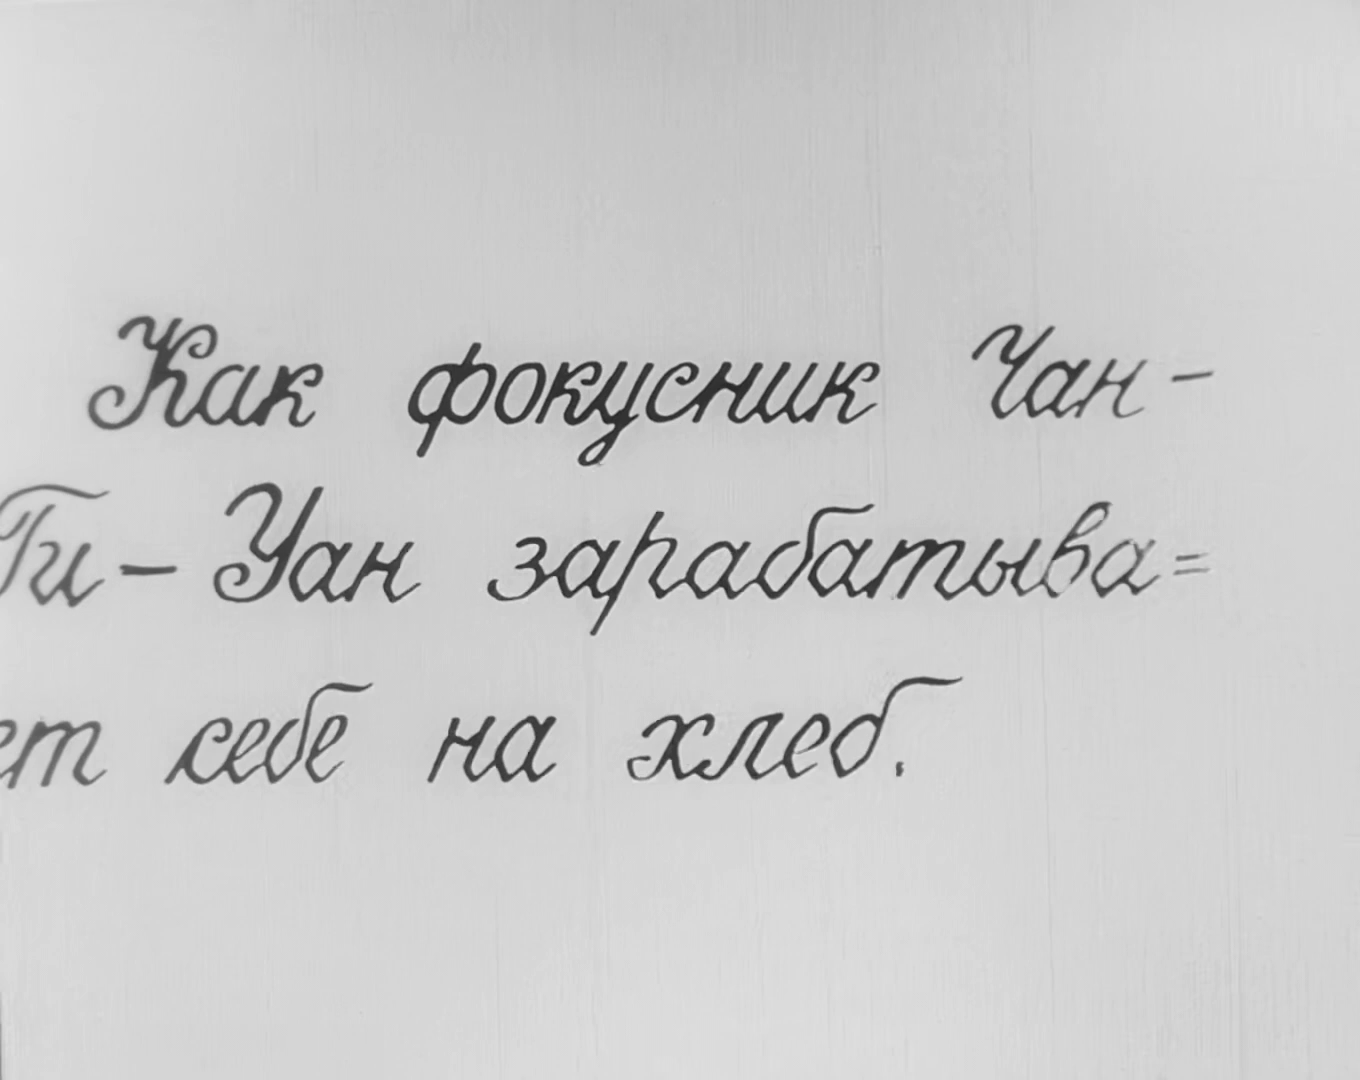 Как фокусник Чан-
Ги-Уан зарабатыва=
ет себе на хлеб.